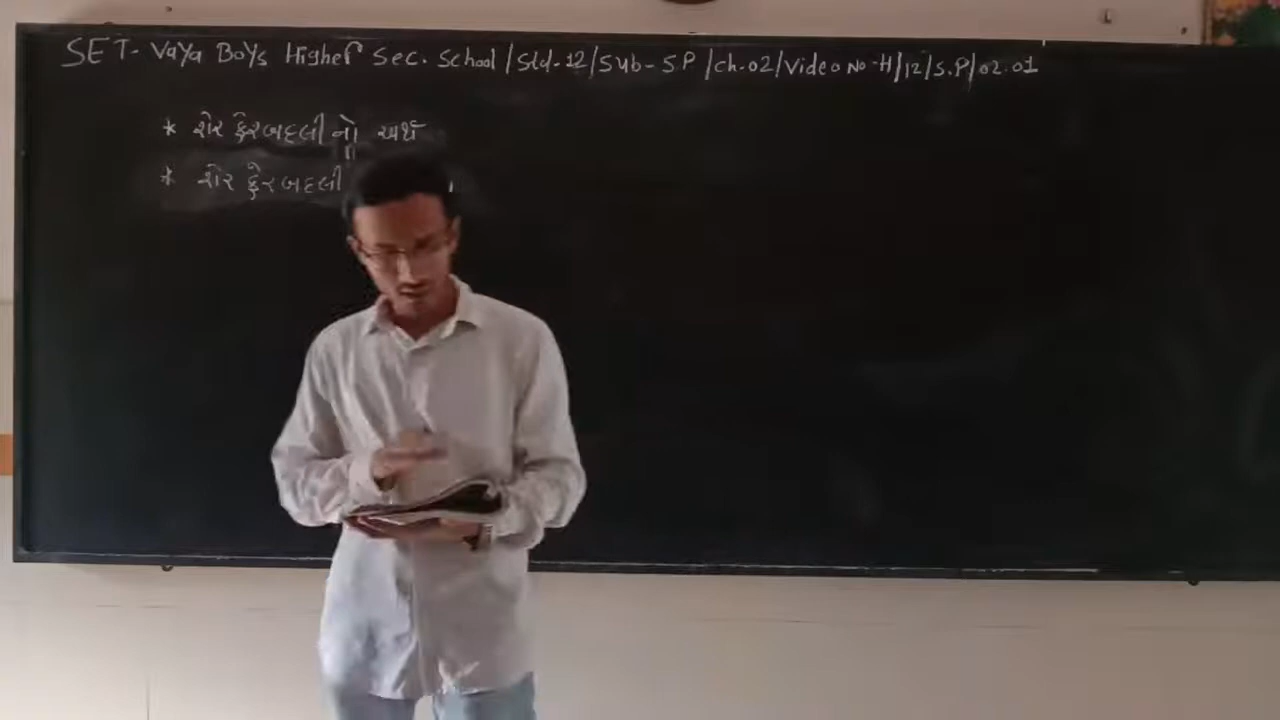 SET- Vaya Boys Higher Sec. School / Std-12 / Sub- S.P / ch-02 / Video No-H/12/S.P/02.01
* શેર ફેરબદલી નો અર્થ
* શેર ફેરબદલી